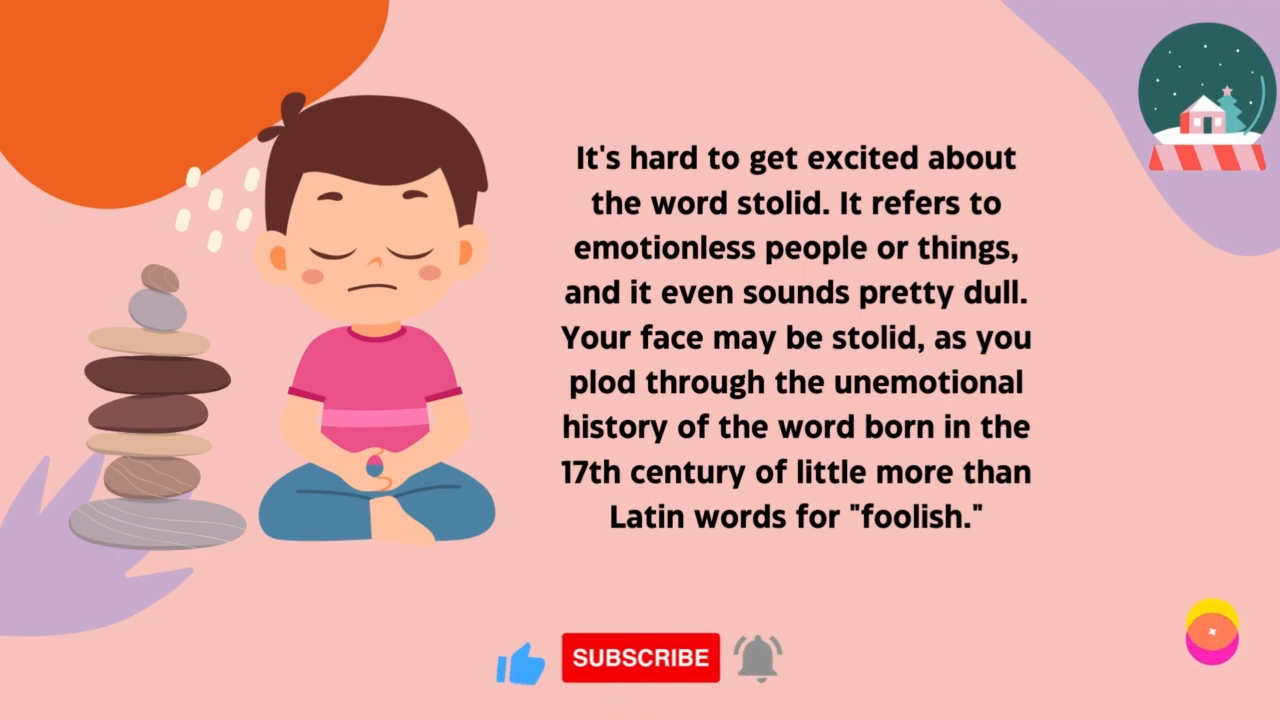 It's hard to get excited about
the word stolid. It refers to
emotionless people or things,
and it even sounds pretty dull.
Your face may be stolid, as you
plod through the unemotional
history of the word born in the
17th century of little more than
Latin words for "foolish."
SUBSCRIBE